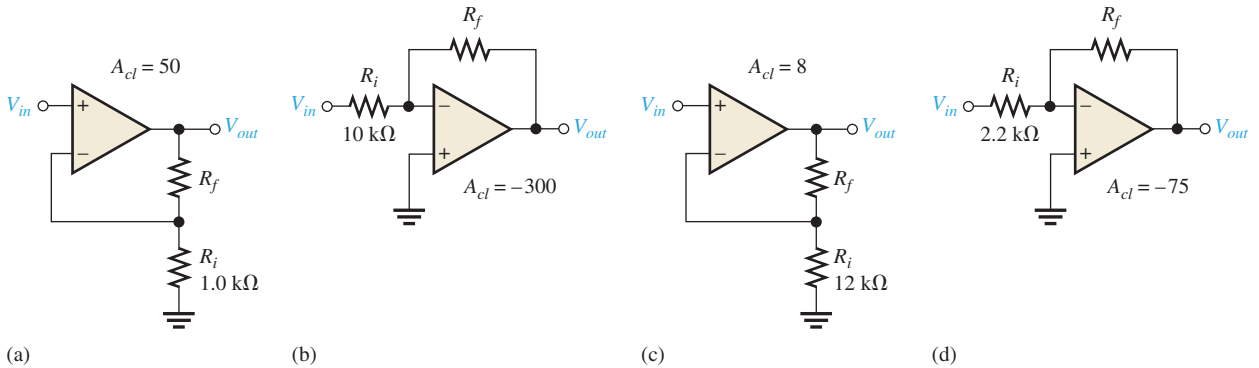 A_cl = 50
V_in
+
−
V_out
R_f
R_i
1.0 kΩ
(a)
R_f
R_i
V_in
10 kΩ
−
+
V_out
A_cl = −300
(b)
A_cl = 8
V_in
+
−
V_out
R_f
R_i
12 kΩ
(c)
R_f
R_i
V_in
2.2 kΩ
−
+
V_out
A_cl = −75
(d)